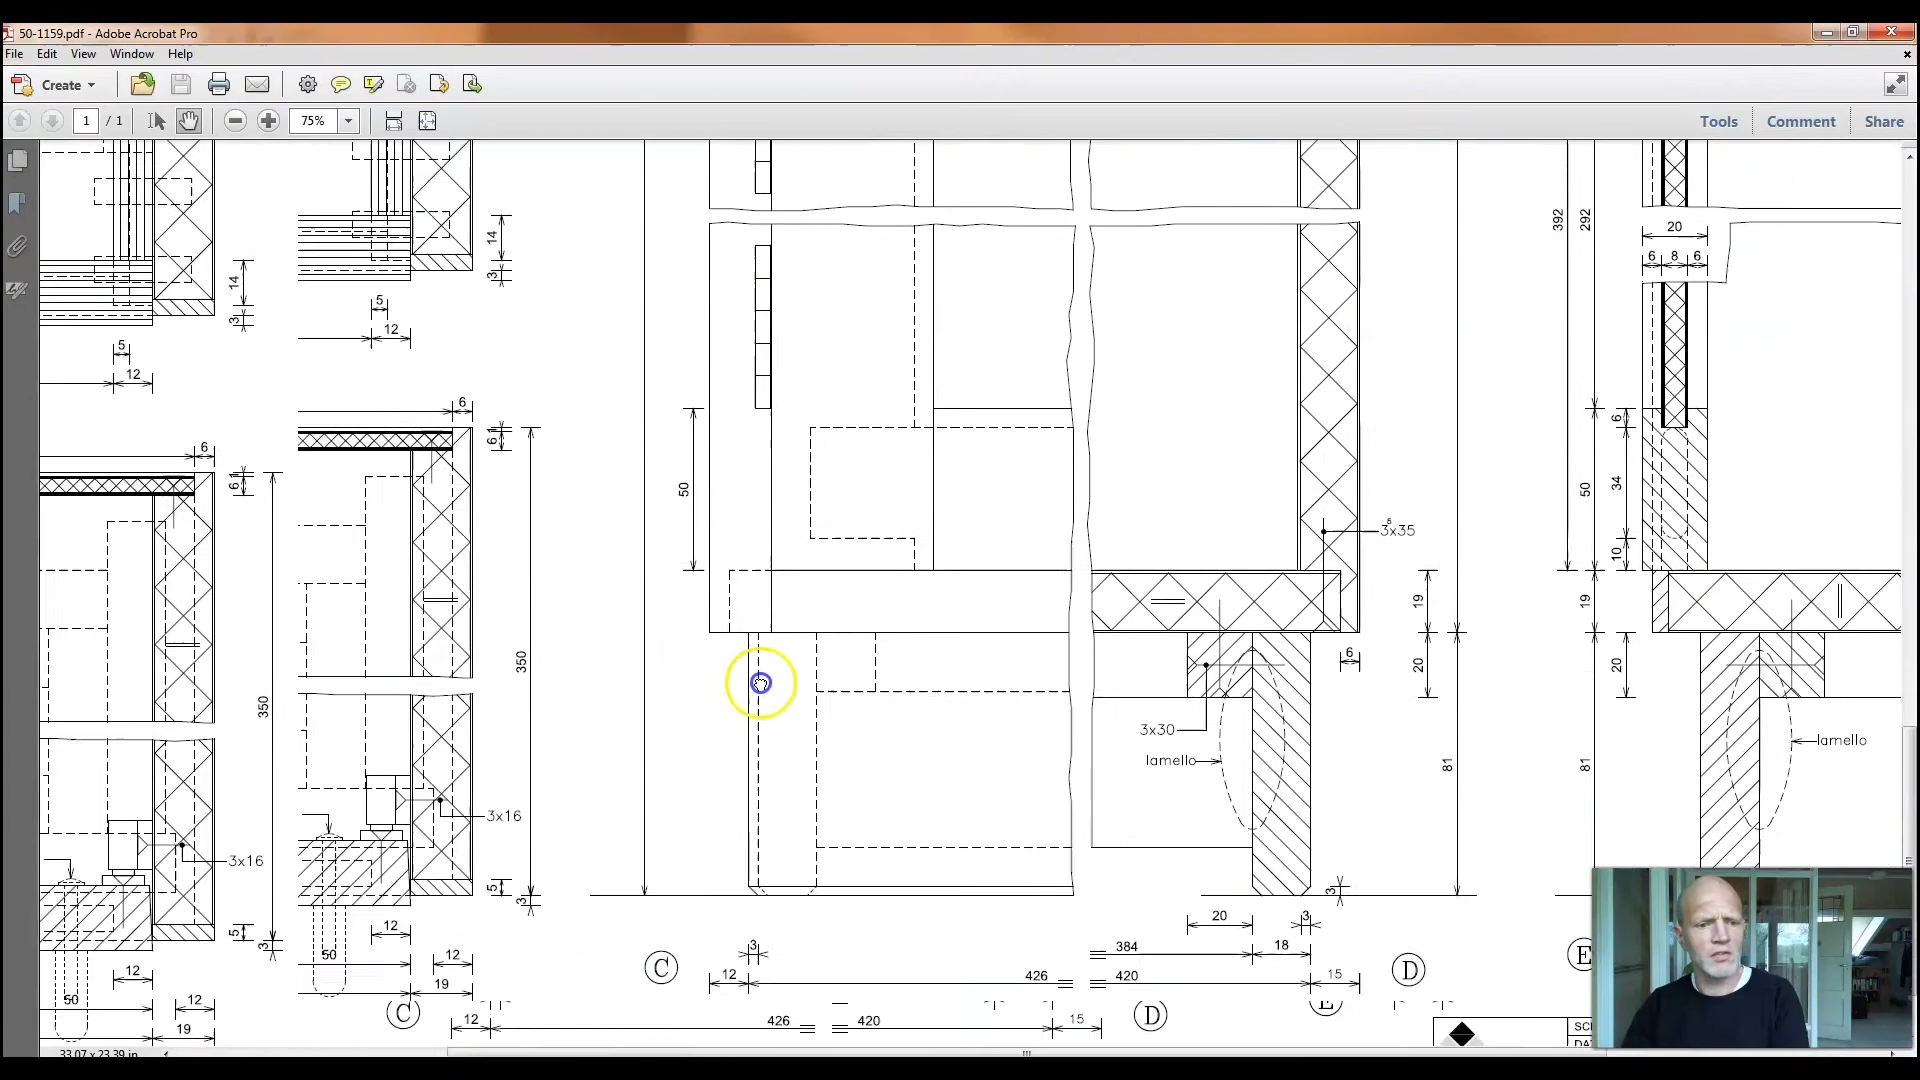 50-1159.pdf - Adobe Acrobat Pro
File Edit View Window Help
Create
1 / 1 75% Tools Comment Share
14
3
5
12
14
3
5
12
392
292
20
6 8 6
6
6
350
3x16
5
3
12
50
12
19
6
6
350
3x16
5
3
12
50
12
19
50
3x35
19
20
6
81
3x30
lamello
3
20 3
3
384 18
12 426 420 15
C
D
E
6
34
50
10
19
20
81
lamello
C
D
E
12 426 420 15
33.07 x 23.39 in